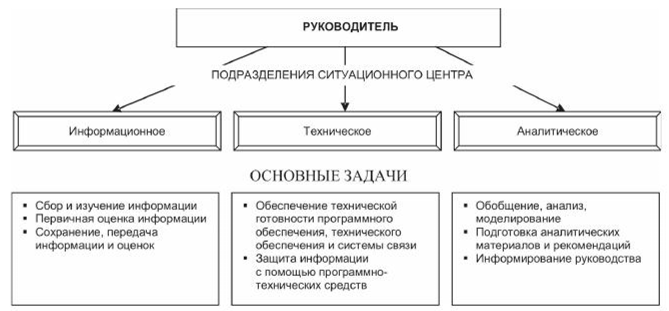 РУКОВОДИТЕЛЬ
ПОДРАЗДЕЛЕНИЯ СИТУАЦИОННОГО ЦЕНТРА
Информационное
Техническое
Аналитическое
ОСНОВНЫЕ ЗАДАЧИ
▪ Сбор и изучение информации
▪ Первичная оценка информации
▪ Сохранение, передача
информации и оценок
▪ Обеспечение технической
готовности программного
обеспечения, технического
обеспечения и системы связи
▪ Защита информации
с помощью программно-
технических средств
▪ Обобщение, анализ,
моделирование
▪ Подготовка аналитических
материалов и рекомендаций
▪ Информирование руководства